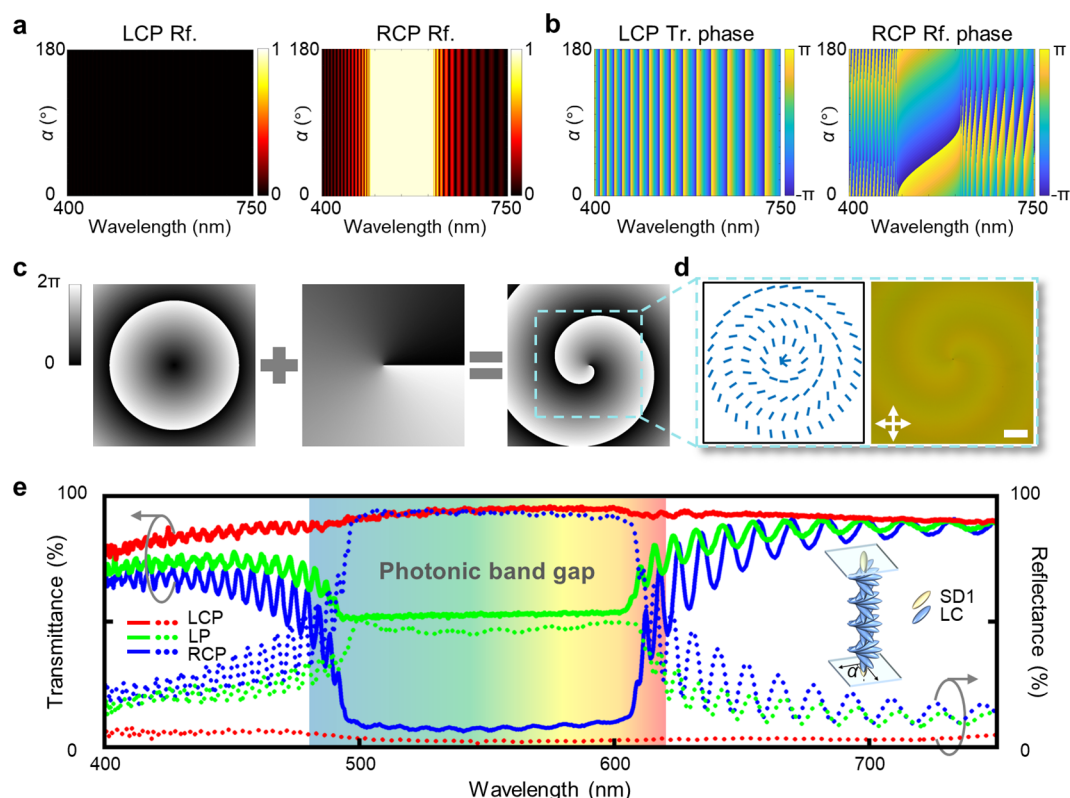 a
LCP Rf.
RCP Rf.
180
α (°)
0
400
750
Wavelength (nm)
1
0
180
α (°)
0
400
750
Wavelength (nm)
1
0
b
LCP Tr. phase
RCP Rf. phase
180
α (°)
0
400
750
Wavelength (nm)
π
-π
180
α (°)
0
400
750
Wavelength (nm)
π
-π
c
2π
0
d
e
100
0
Transmittance (%)
100
0
Reflectance (%)
Photonic band gap
LCP
LP
RCP
SD1
LC
α
400
500
600
700
Wavelength (nm)